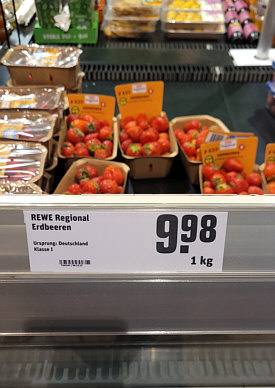 REWE Regional
Erdbeeren
Ursprung: Deutschland
Klasse I
9.98
1 kg